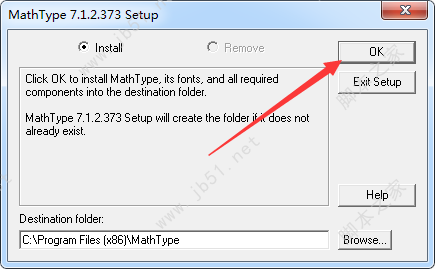 MathType 7.1.2.373 Setup
Install
Remove
OK
Click OK to install MathType, its fonts, and all required
components into the destination folder.
Exit Setup
MathType 7.1.2.373 Setup will create the folder if it does not
already exist.
Help
Destination folder:
C:\Program Files (x86)\MathType
Browse...
www.jb51.net
脚本之家